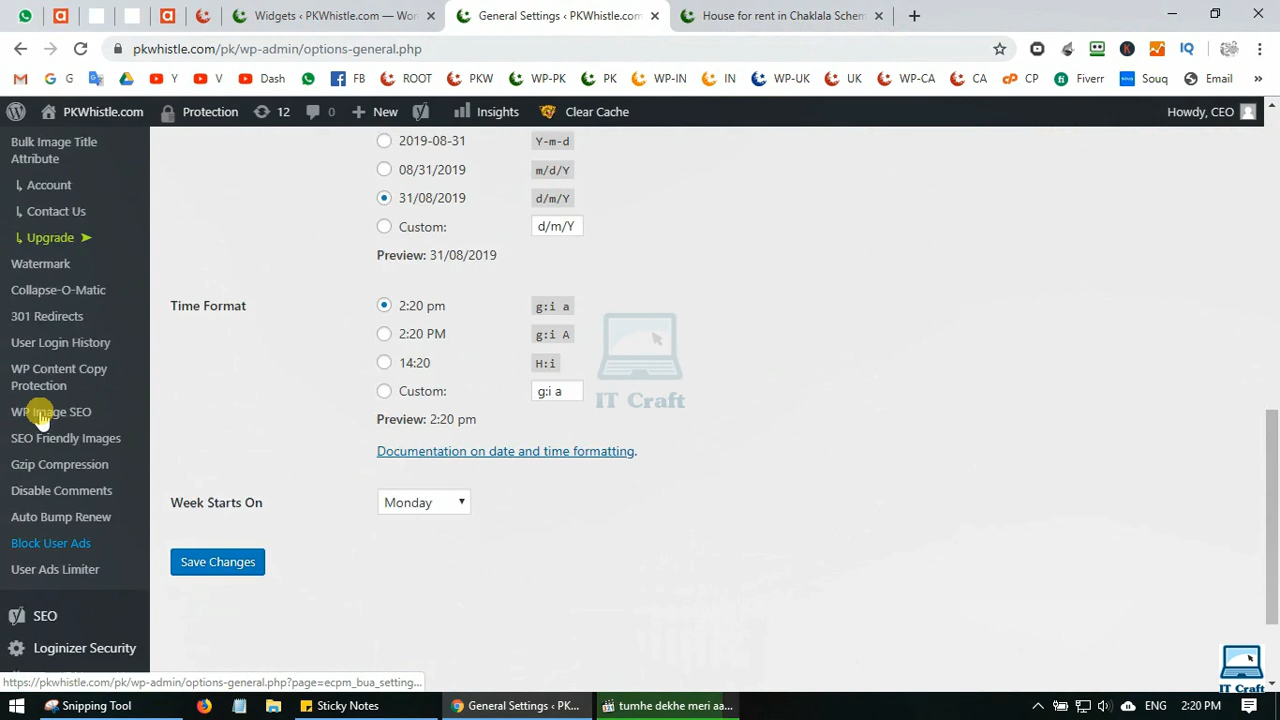 Widgets ‹ PKWhistle.com — Wor
General Settings ‹ PKWhistle.com
House for rent in Chaklala Schem
pkwhistle.com/pk/wp-admin/options-general.php
G
Y
V
Dash
FB
ROOT
PKW
WP-PK
PK
WP-IN
IN
WP-UK
UK
WP-CA
CA
CP
Fiverr
Souq
Email
PKWhistle.com
Protection
12
0
New
Insights
Clear Cache
Howdy, CEO
Bulk Image Title
Attribute
↳ Account
↳ Contact Us
↳ Upgrade ➤
Watermark
Collapse-O-Matic
301 Redirects
User Login History
WP Content Copy
Protection
WP Image SEO
SEO Friendly Images
Gzip Compression
Disable Comments
Auto Bump Renew
Block User Ads
User Ads Limiter
SEO
Loginizer Security
2019-08-31 Y-m-d
08/31/2019 m/d/Y
31/08/2019 d/m/Y
Custom: d/m/Y
Preview: 31/08/2019
Time Format
2:20 pm g:i a
2:20 PM g:i A
14:20 H:i
Custom: g:i a
Preview: 2:20 pm
Documentation on date and time formatting.
Week Starts On
Monday
Save Changes
IT Craft
IT Craft
https://pkwhistle.com/pk/wp-admin/options-general.php?page=ecpm_bua_setting...
Snipping Tool
Sticky Notes
General Settings ‹ PK...
tumhe dekhe meri aa...
ENG
2:20 PM